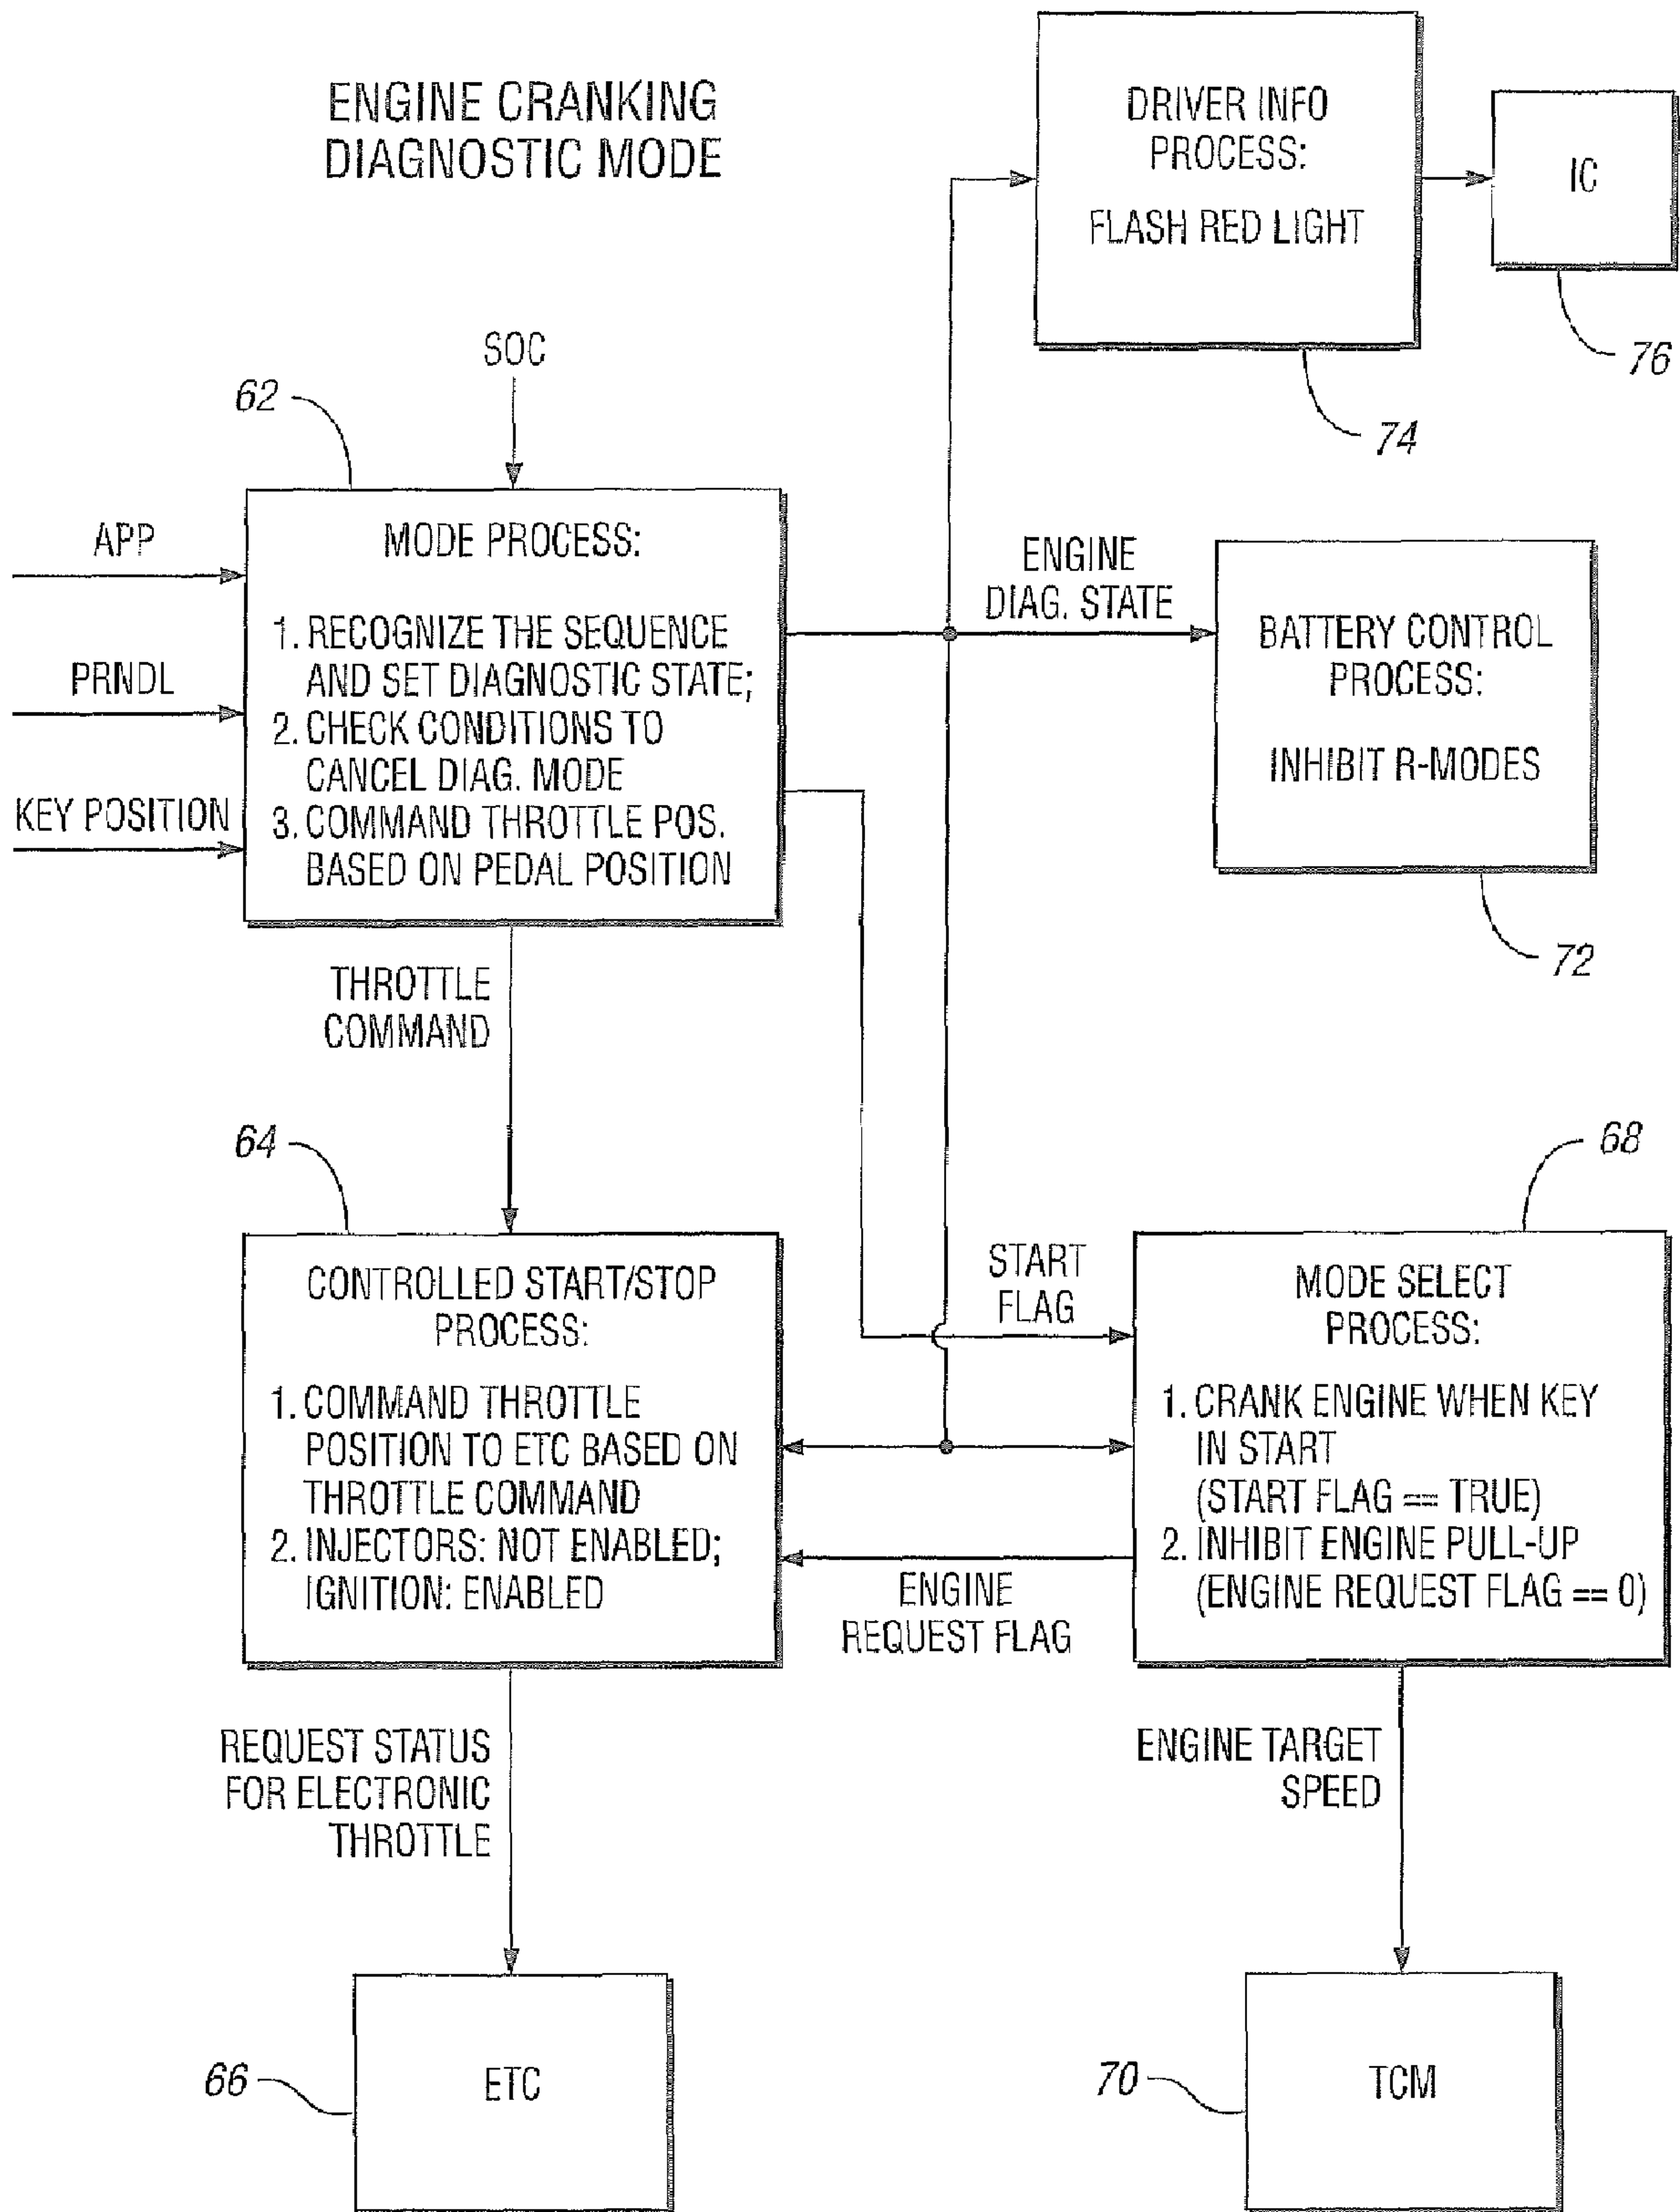 ENGINE CRANKING
DIAGNOSTIC MODE
DRIVER INFO
PROCESS:
FLASH RED LIGHT
IC
76
74
SOC
62
APP
PRNDL
KEY POSITION
MODE PROCESS:
1. RECOGNIZE THE SEQUENCE
AND SET DIAGNOSTIC STATE;
2. CHECK CONDITIONS TO
CANCEL DIAG. MODE
3. COMMAND THROTTLE POS.
BASED ON PEDAL POSITION
ENGINE
DIAG. STATE
BATTERY CONTROL
PROCESS:
INHIBIT R-MODES
72
THROTTLE
COMMAND
64
68
CONTROLLED START/STOP
PROCESS:
1. COMMAND THROTTLE
POSITION TO ETC BASED ON
THROTTLE COMMAND
2. INJECTORS: NOT ENABLED;
IGNITION: ENABLED
START
FLAG
MODE SELECT
PROCESS:
1. CRANK ENGINE WHEN KEY
IN START
(START FLAG == TRUE)
2. INHIBIT ENGINE PULL-UP
(ENGINE REQUEST FLAG == 0)
ENGINE
REQUEST FLAG
REQUEST STATUS
FOR ELECTRONIC
THROTTLE
ENGINE TARGET
SPEED
66
ETC
70
TCM